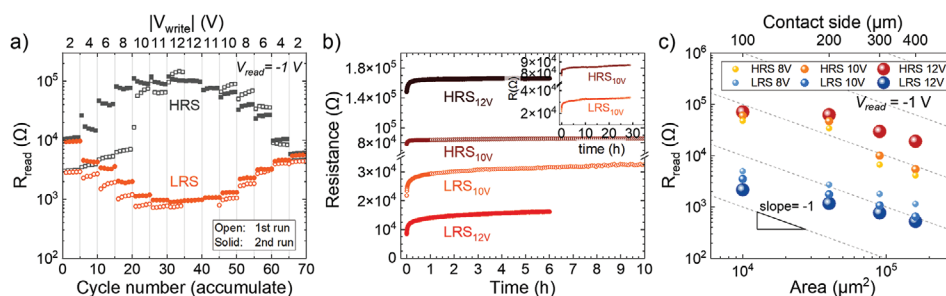 a)
|V_write| (V)
2 4 6 8 10 11 12 12 11 10 8 6 4 2
V_read= -1 V
HRS
LRS
Open: 1st run
Solid: 2nd run
R_read (Ω)
10^5
10^4
10^3
10^2
0 10 20 30 40 50 60 70
Cycle number (accumulate)
b)
Resistance (Ω)
1.8×10^5
1.6×10^5
1.4×10^5
8.0×10^4
4×10^4
3×10^4
2×10^4
1×10^4
HRS_12V
HRS_10V
LRS_10V
LRS_12V
R(Ω)
9×10^4
8×10^4
4×10^4
2×10^4
HRS_10V
LRS_10V
0 10 20 30
time (h)
0 1 2 3 4 5 6 7 8 9 10
Time (h)
c)
Contact side (µm)
100 200 300 400
HRS 8V HRS 10V HRS 12V
LRS 8V LRS 10V LRS 12V
V_read= -1 V
R_read (Ω)
10^6
10^5
10^4
10^3
10^2
slope= -1
10^4 10^5
Area (µm²)